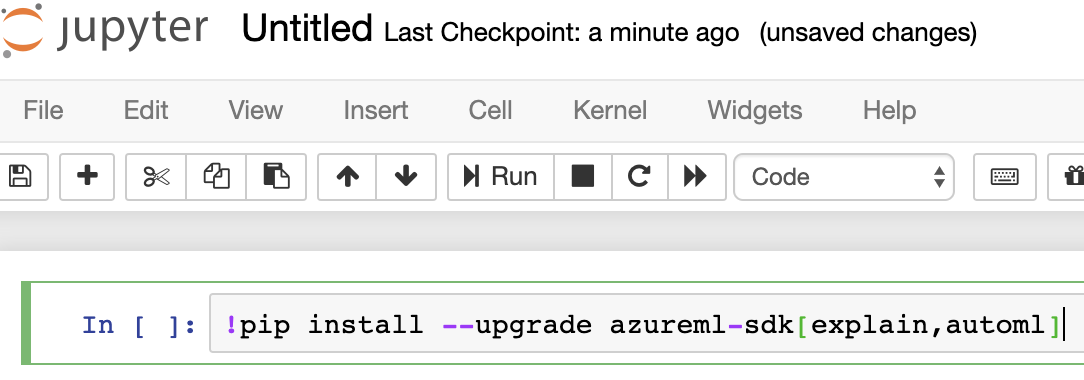 jupyter Untitled Last Checkpoint: a minute ago (unsaved changes)
File Edit View Insert Cell Kernel Widgets Help
Run Code
In [ ]: !pip install --upgrade azureml-sdk[explain,automl]